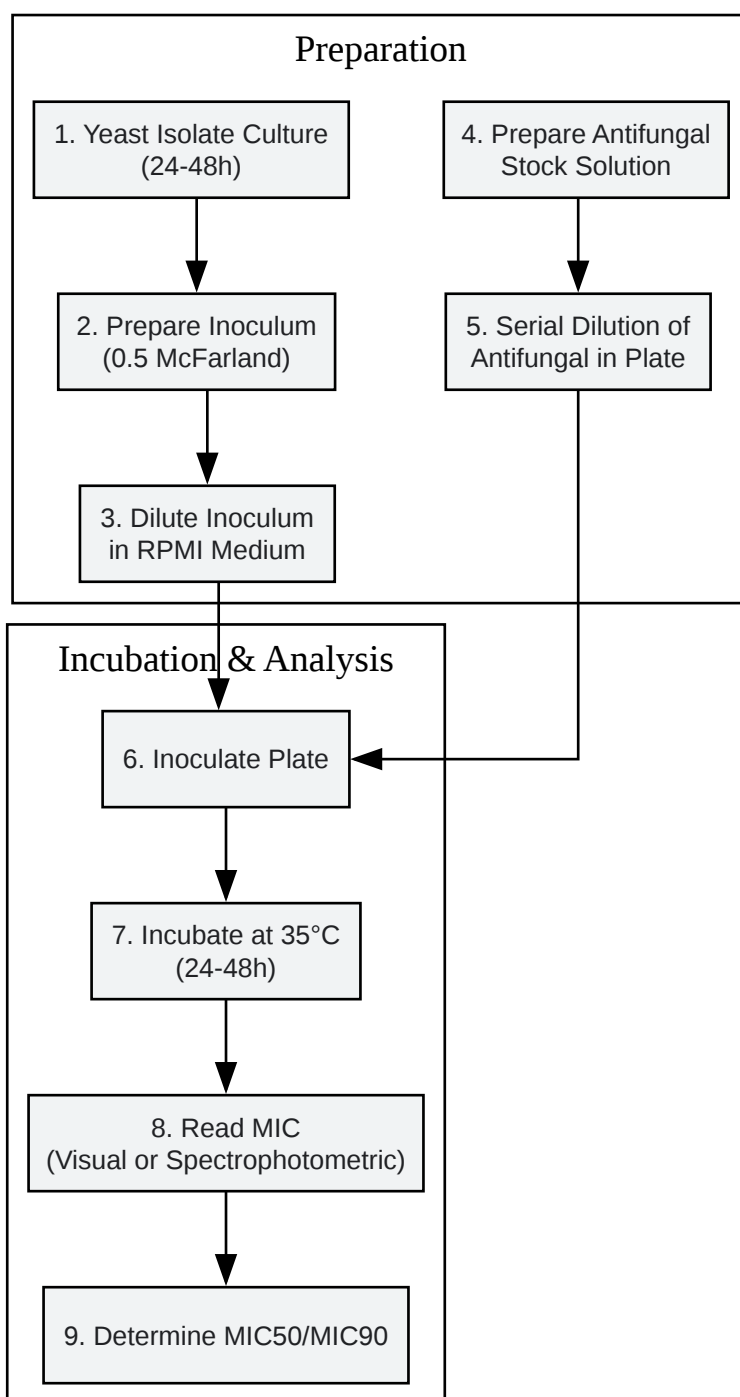 Preparation
1. Yeast Isolate Culture
(24-48h)
4. Prepare Antifungal
Stock Solution
2. Prepare Inoculum
(0.5 McFarland)
5. Serial Dilution of
Antifungal in Plate
3. Dilute Inoculum
in RPMI Medium
Incubation & Analysis
6. Inoculate Plate
7. Incubate at 35°C
(24-48h)
8. Read MIC
(Visual or Spectrophotometric)
9. Determine MIC50/MIC90